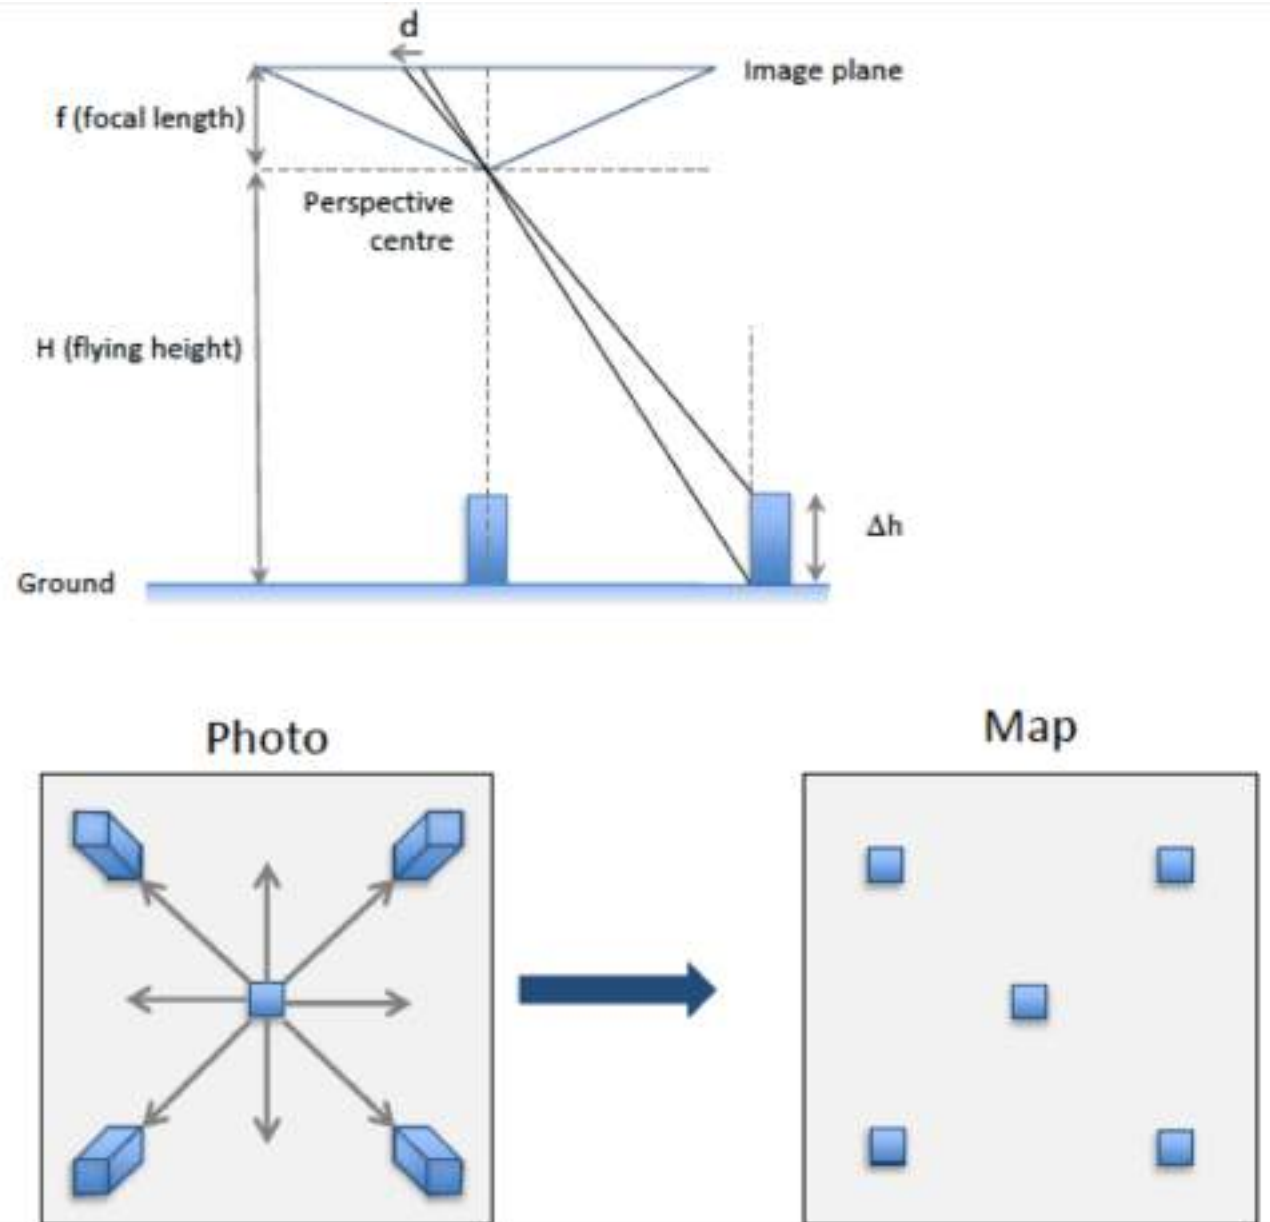 d
Image plane
f (focal length)
Perspective
centre
H (flying height)
Δh
Ground
Photo
Map